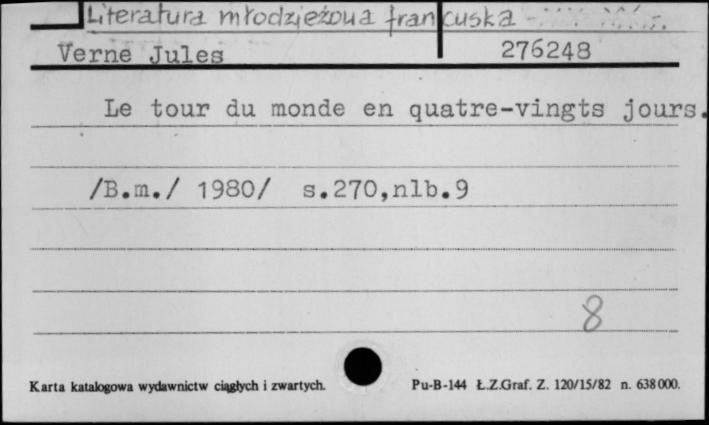 Literatura młodzieżowa francuska -
Verne Jules 276248
Le tour du monde en quatre-vingts jours.
/B.m./ 1980/ s.270,nlb.9
8
Karta katalogowa wydawnictw ciągłych i zwartych. Pu-B-144 Ł.Z.Graf. Z. 120/15/82 n. 638 000.